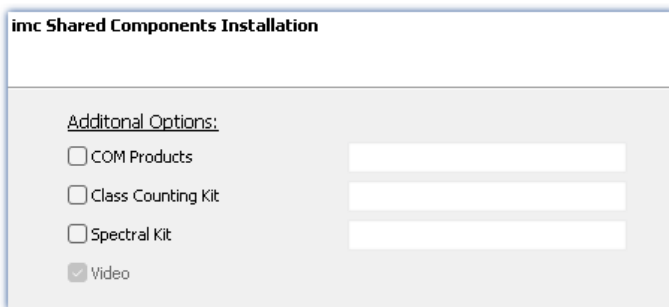 imc Shared Components Installation
Additonal Options:
COM Products
Class Counting Kit
Spectral Kit
Video